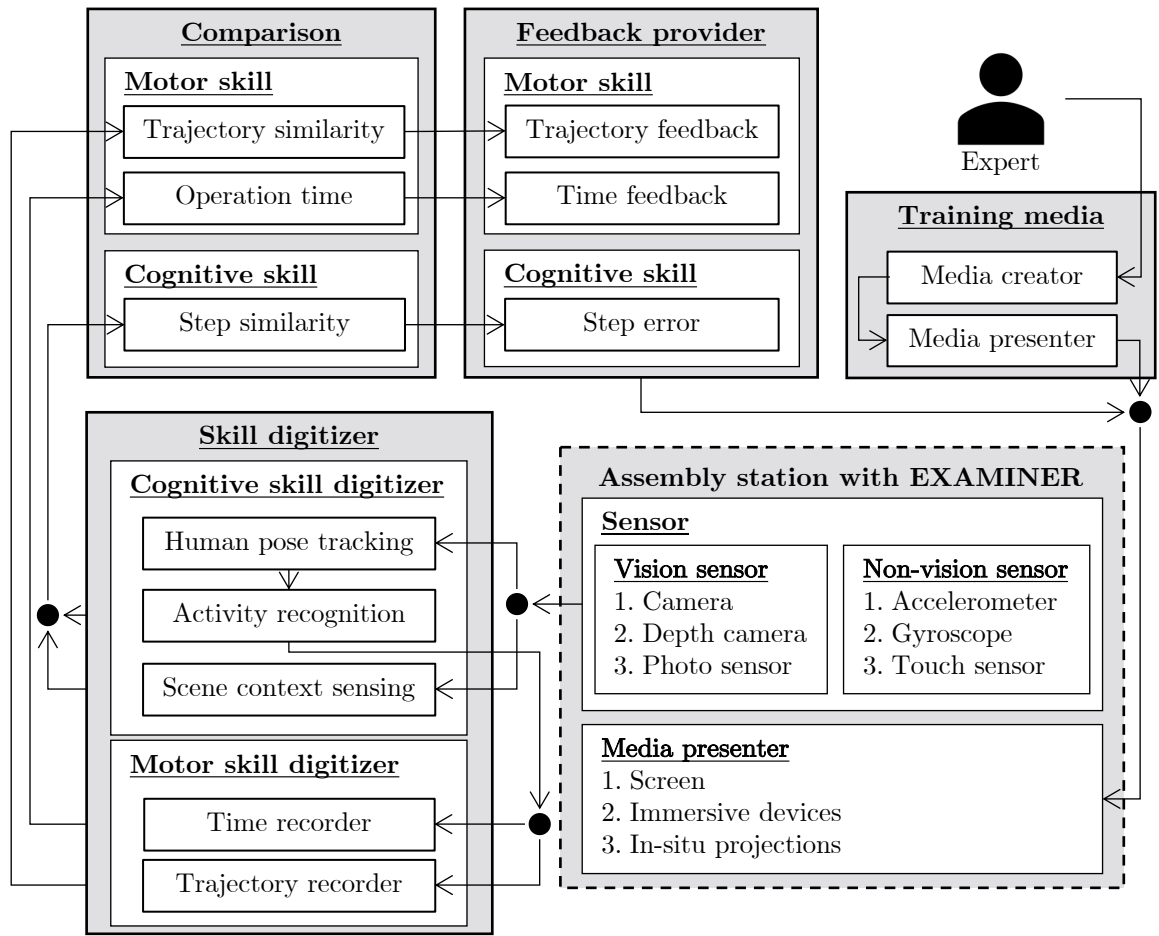 Comparison
Motor skill
Trajectory similarity
Operation time
Cognitive skill
Step similarity
Feedback provider
Motor skill
Trajectory feedback
Time feedback
Cognitive skill
Step error
Expert
Training media
Media creator
Media presenter
Skill digitizer
Cognitive skill digitizer
Human pose tracking
Activity recognition
Scene context sensing
Motor skill digitizer
Time recorder
Trajectory recorder
Assembly station with EXAMINER
Sensor
Vision sensor
1. Camera
2. Depth camera
3. Photo sensor
Non-vision sensor
1. Accelerometer
2. Gyroscope
3. Touch sensor
Media presenter
1. Screen
2. Immersive devices
3. In-situ projections